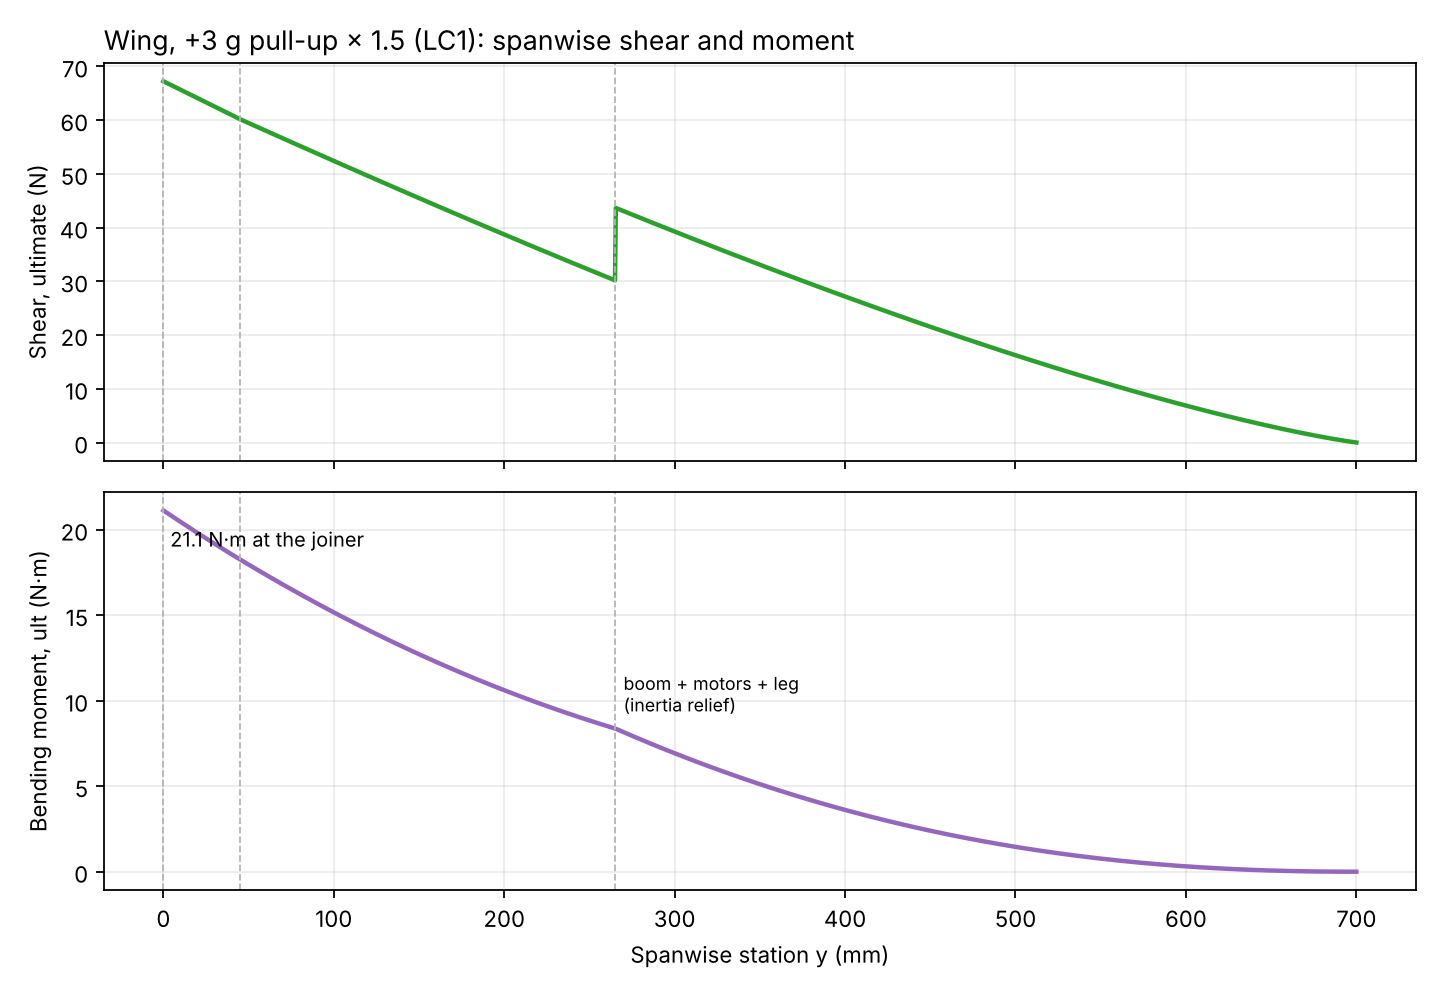 Wing, +3 g pull-up × 1.5 (LC1): spanwise shear and moment
70
60
50
40
30
20
10
0
Shear, ultimate (N)
20
15
10
5
0
Bending moment, ult (N·m)
21.1 N·m at the joiner
boom + motors + leg
(inertia relief)
0 100 200 300 400 500 600 700
Spanwise station y (mm)